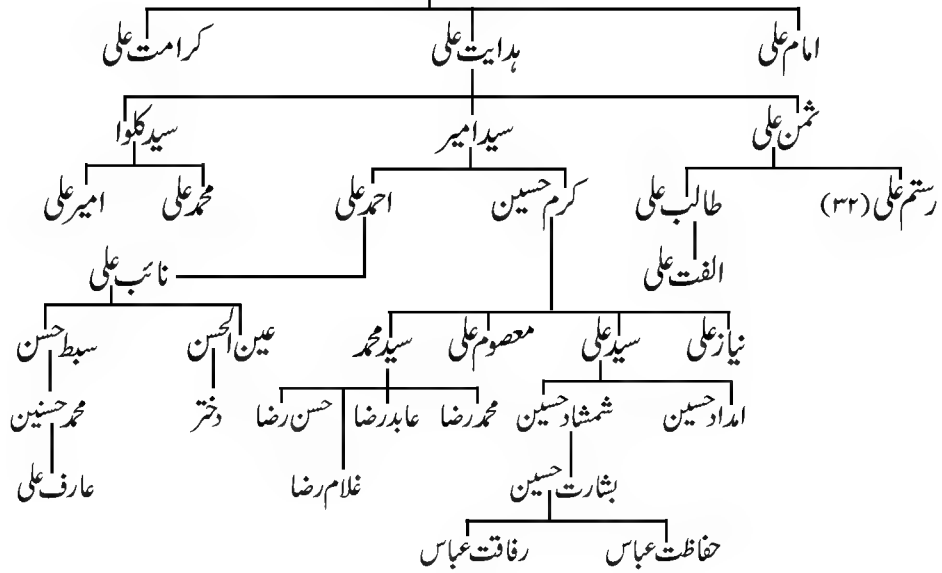 امام علی ہدایت علی کرامت علی
ثمن علی سید امیر سید کلوا
رستم علی (۳۲) طالب علی کرم حسین احمد علی محمد علی امیر علی
الفت علی نائب علی
نیاز علی سید علی معصوم علی سید محمد عین الحسن سبط حسن
امداد حسین شمشاد حسین محمد رضا عابد رضا حسن رضا دختر محمد حسنین
بشارت حسین غلام رضا عارف علی
حفاظت عباس رفاقت عباس